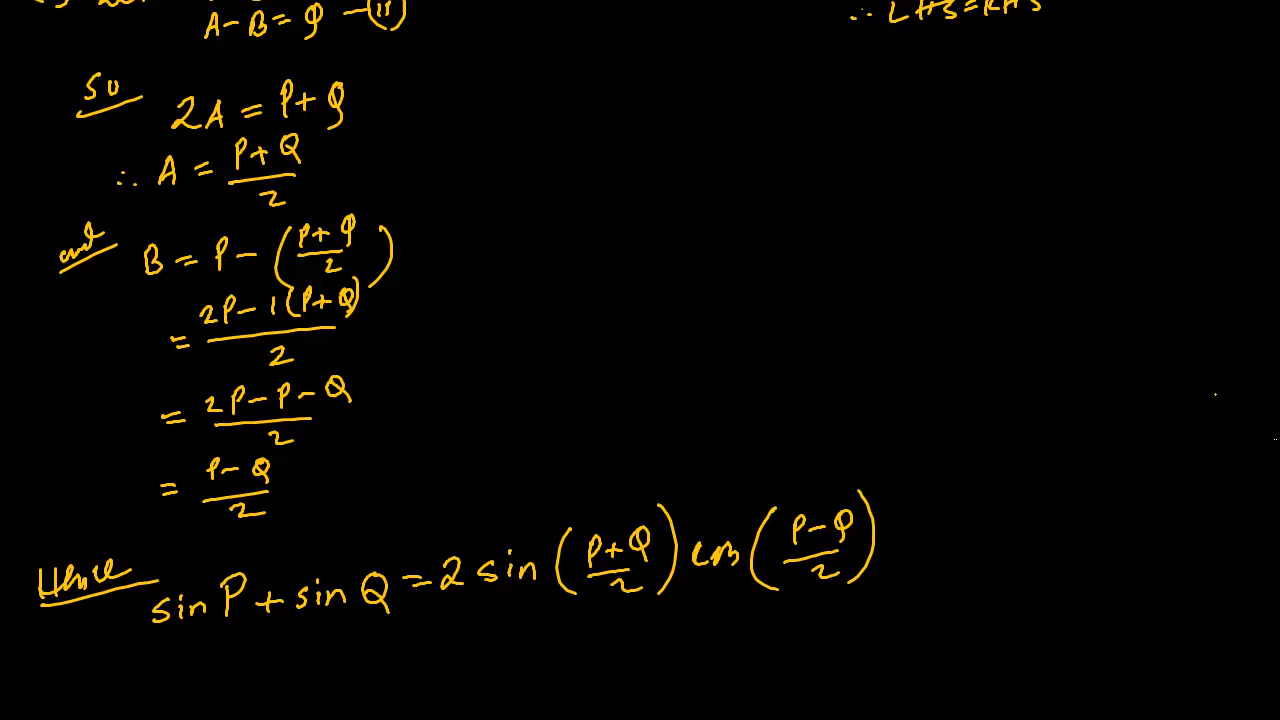 A - B = Q - (ii)
∴ LHS = RHS
So
2A = P + Q
∴ A = P + Q / 2
and B = P - (P + Q / 2)
= 2P - 1(P + Q) / 2
= 2P - P - Q / 2
= P - Q / 2
Hence sin P + sin Q = 2 sin (P + Q / 2) cos (P - Q / 2)